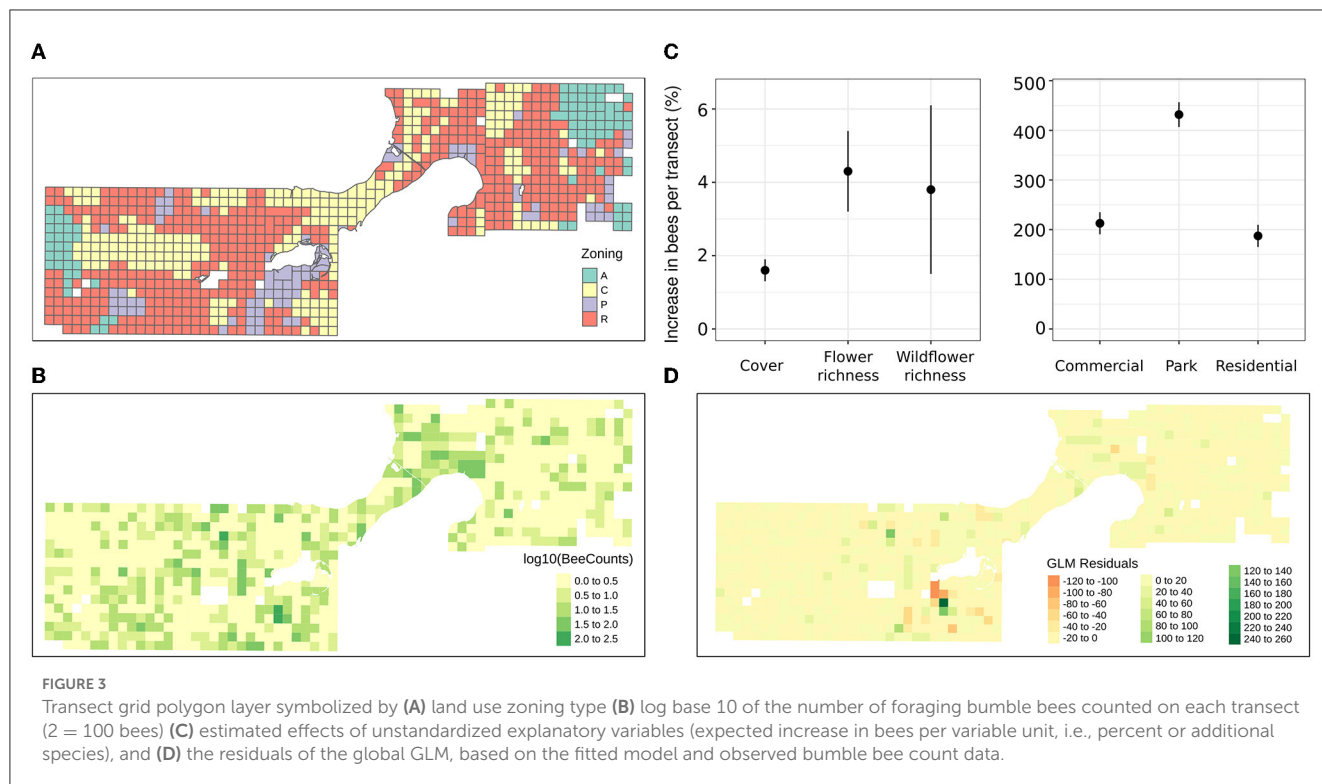 A
Zoning
A
C
P
R
C
Increase in bees per transect (%)
6
4
2
0
Cover
Flower
richness
Wildflower
richness
500
400
300
200
100
0
Commercial
Park
Residential
B
log10(BeeCounts)
0.0 to 0.5
0.5 to 1.0
1.0 to 1.5
1.5 to 2.0
2.0 to 2.5
D
GLM Residuals
-120 to -100
-100 to -80
-80 to -60
-60 to -40
-40 to -20
-20 to 0
0 to 20
20 to 40
40 to 60
60 to 80
80 to 100
100 to 120
120 to 140
140 to 160
160 to 180
180 to 200
200 to 220
220 to 240
240 to 260
FIGURE 3
Transect grid polygon layer symbolized by (A) land use zoning type (B) log base 10 of the number of foraging bumble bees counted on each transect
(2 = 100 bees) (C) estimated effects of unstandardized explanatory variables (expected increase in bees per variable unit, i.e., percent or additional
species), and (D) the residuals of the global GLM, based on the fitted model and observed bumble bee count data.